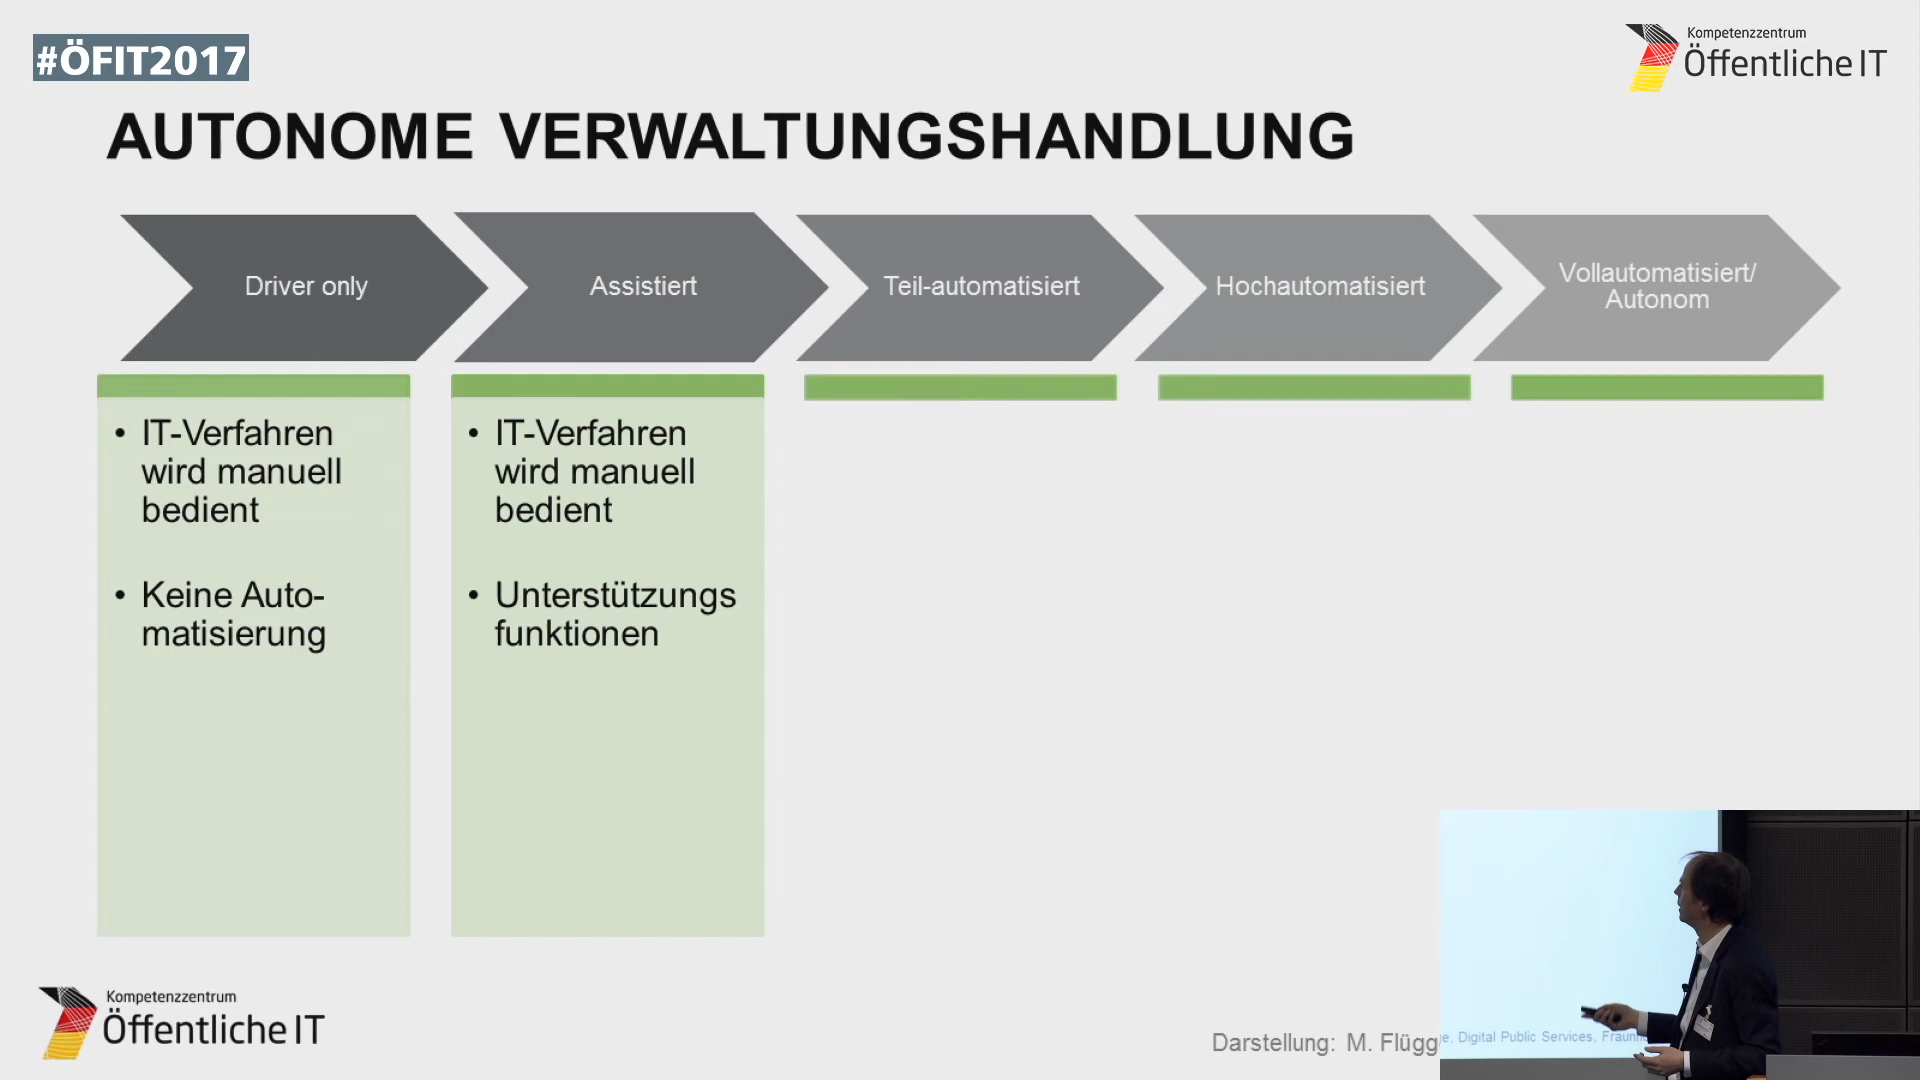 #ÖFIT2017
Kompetenzzentrum
Öffentliche IT
AUTONOME VERWALTUNGSHANDLUNG
Driver only
Assistiert
Teil-automatisiert
Hochautomatisiert
Vollautomatisiert/
Autonom
• IT-Verfahren
wird manuell
bedient
• Keine Auto-
matisierung
• IT-Verfahren
wird manuell
bedient
• Unterstützungs
funktionen
Kompetenzzentrum
Öffentliche IT
Darstellung: M. Flügg
e, Digital Public Services,